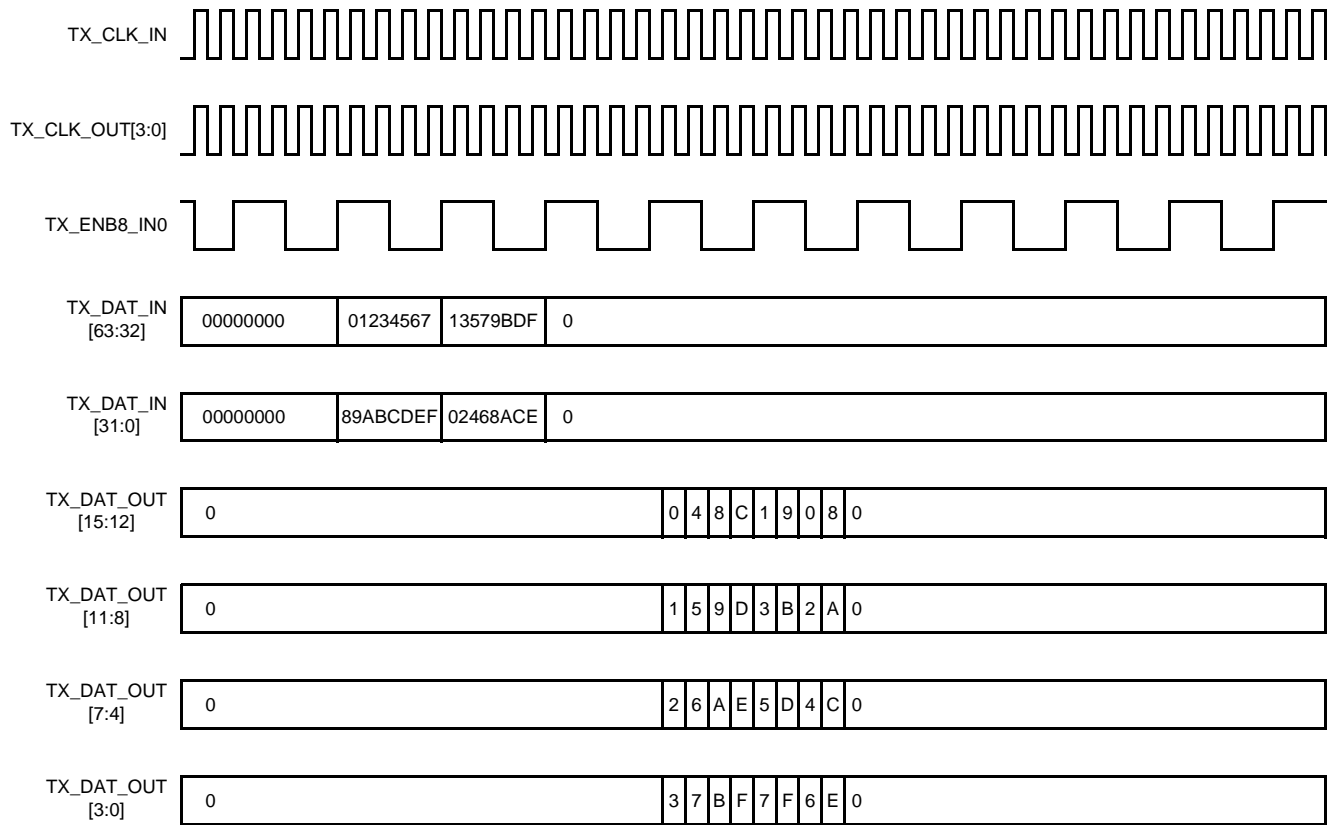 TX_CLK_IN
TX_CLK_OUT[3:0]
TX_ENB8_IN0
TX_DAT_IN
[63:32]
00000000 01234567 13579BDF 0
TX_DAT_IN
[31:0]
00000000 89ABCDEF 02468ACE 0
TX_DAT_OUT
[15:12]
0 0 4 8 C 1 9 0 8 0
TX_DAT_OUT
[11:8]
0 1 5 9 D 3 B 2 A 0
TX_DAT_OUT
[7:4]
0 2 6 A E 5 D 4 C 0
TX_DAT_OUT
[3:0]
0 3 7 B F 7 F 6 E 0